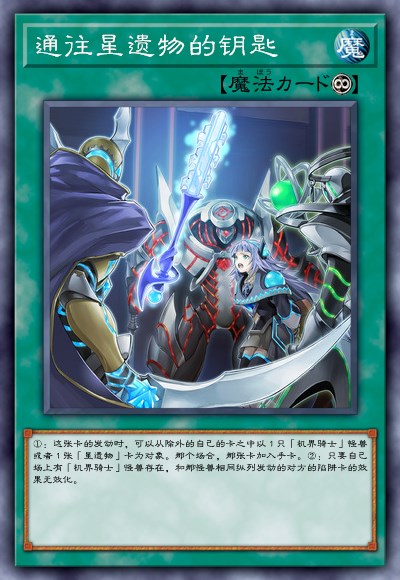 通往星遗物的钥匙
魔
【魔法カード】
まほう
①：这张卡的发动时，可以从除外的自己的卡之中以1只「机界骑士」怪兽
或者1张「星遗物」卡为对象。那个场合，那张卡加入手卡。②：只要自己
场上有「机界骑士」怪兽存在，和那怪兽相同纵列发动的对方的陷阱卡的效
果无效化。